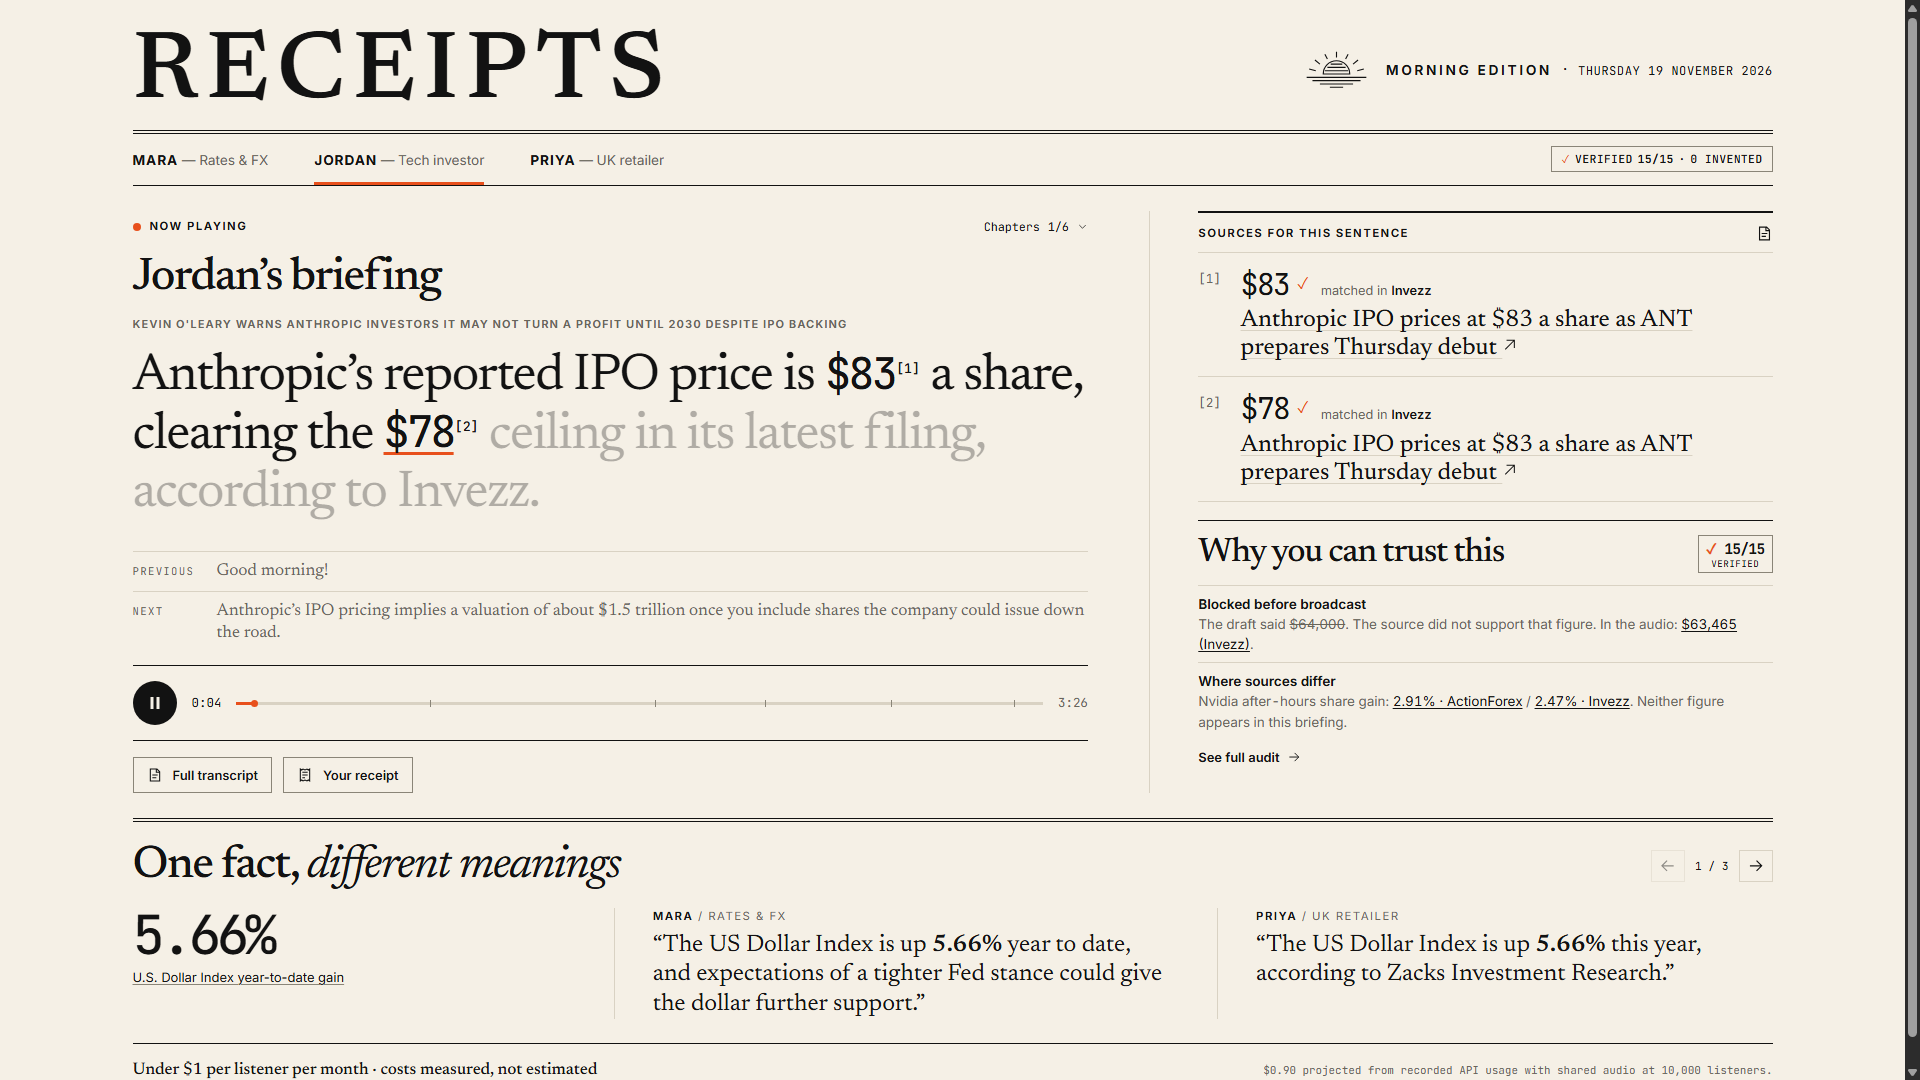 RECEIPTS
MORNING EDITION · THURSDAY 19 NOVEMBER 2026
MARA — Rates & FX
JORDAN — Tech investor
PRIYA — UK retailer
✓ VERIFIED 15/15 · 0 INVENTED
NOW PLAYING
Chapters 1/6
Jordan’s briefing
KEVIN O'LEARY WARNS ANTHROPIC INVESTORS IT MAY NOT TURN A PROFIT UNTIL 2030 DESPITE IPO BACKING
Anthropic’s reported IPO price is $83[1] a share,
clearing the $78[2] ceiling in its latest filing,
according to Invezz.
PREVIOUS Good morning!
NEXT Anthropic’s IPO pricing implies a valuation of about $1.5 trillion once you include shares the company could issue down
the road.
0:04
3:26
Full transcript
Your receipt
SOURCES FOR THIS SENTENCE
[1] $83 ✓ matched in Invezz
Anthropic IPO prices at $83 a share as ANT
prepares Thursday debut ↗
[2] $78 ✓ matched in Invezz
Anthropic IPO prices at $83 a share as ANT
prepares Thursday debut ↗
Why you can trust this
✓ 15/15
VERIFIED
Blocked before broadcast
The draft said $64,000. The source did not support that figure. In the audio: $63,465
(Invezz).
Where sources differ
Nvidia after-hours share gain: 2.91% · ActionForex / 2.47% · Invezz. Neither figure
appears in this briefing.
See full audit →
One fact, different meanings
← 1 / 3 →
5.66%
U.S. Dollar Index year-to-date gain
MARA / RATES & FX
“The US Dollar Index is up 5.66% year to date,
and expectations of a tighter Fed stance could give
the dollar further support.”
PRIYA / UK RETAILER
“The US Dollar Index is up 5.66% this year,
according to Zacks Investment Research.”
Under $1 per listener per month · costs measured, not estimated
$0.90 projected from recorded API usage with shared audio at 10,000 listeners.